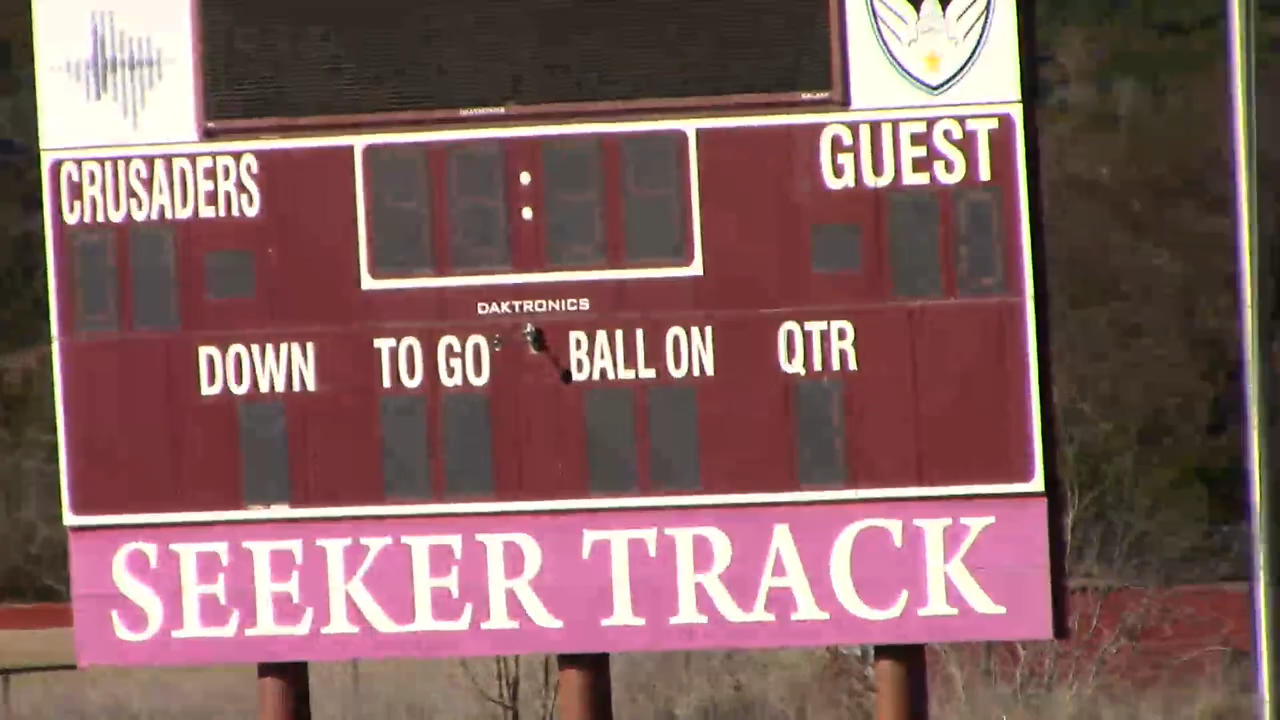 CRUSADERS
:
GUEST
DAKTRONICS
DOWN
TO GO
BALL ON
QTR
SEEKER TRACK